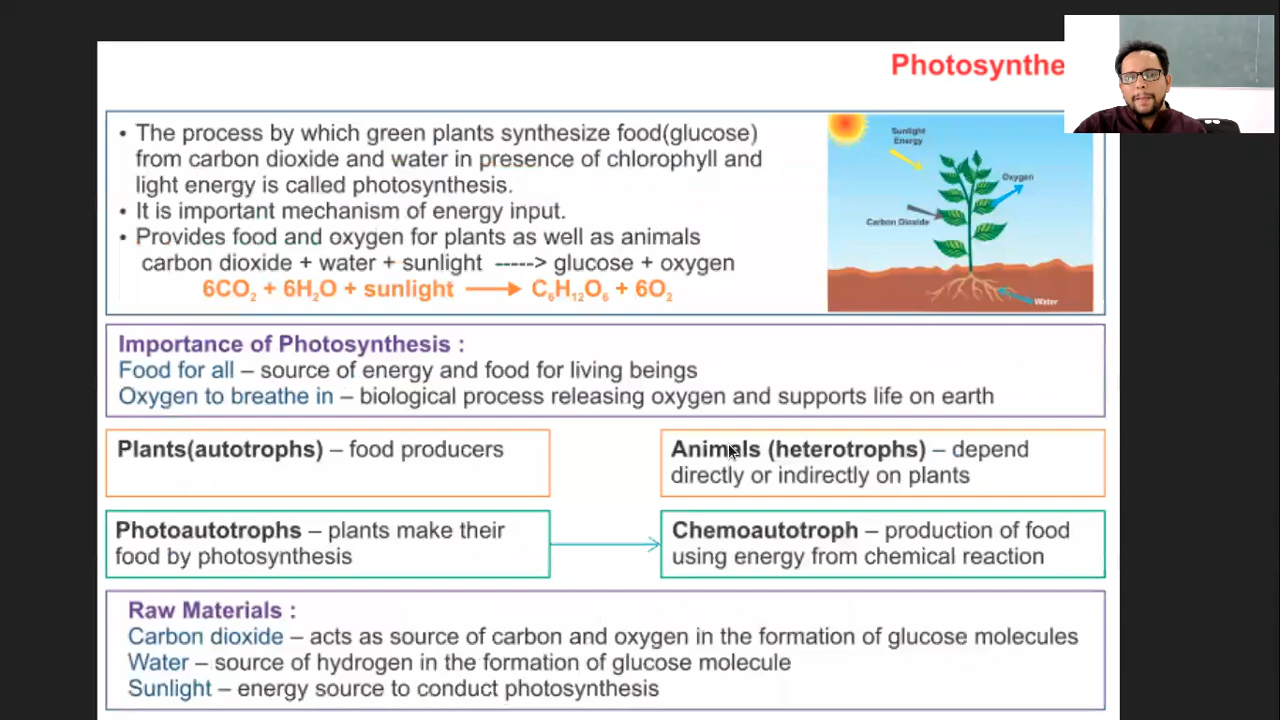 Photosynthe
• The process by which green plants synthesize food(glucose)
from carbon dioxide and water in presence of chlorophyll and
light energy is called photosynthesis.
• It is important mechanism of energy input.
• Provides food and oxygen for plants as well as animals
carbon dioxide + water + sunlight -----> glucose + oxygen
6CO₂ + 6H₂O + sunlight ⟶ C₆H₁₂O₆ + 6O₂
Sunlight
Energy
Oxygen
Carbon Dioxide
Water
Importance of Photosynthesis :
Food for all – source of energy and food for living beings
Oxygen to breathe in – biological process releasing oxygen and supports life on earth
Plants(autotrophs) – food producers
Animals (heterotrophs) – depend
directly or indirectly on plants
Photoautotrophs – plants make their
food by photosynthesis
Chemoautotroph – production of food
using energy from chemical reaction
Raw Materials :
Carbon dioxide – acts as source of carbon and oxygen in the formation of glucose molecules
Water – source of hydrogen in the formation of glucose molecule
Sunlight – energy source to conduct photosynthesis